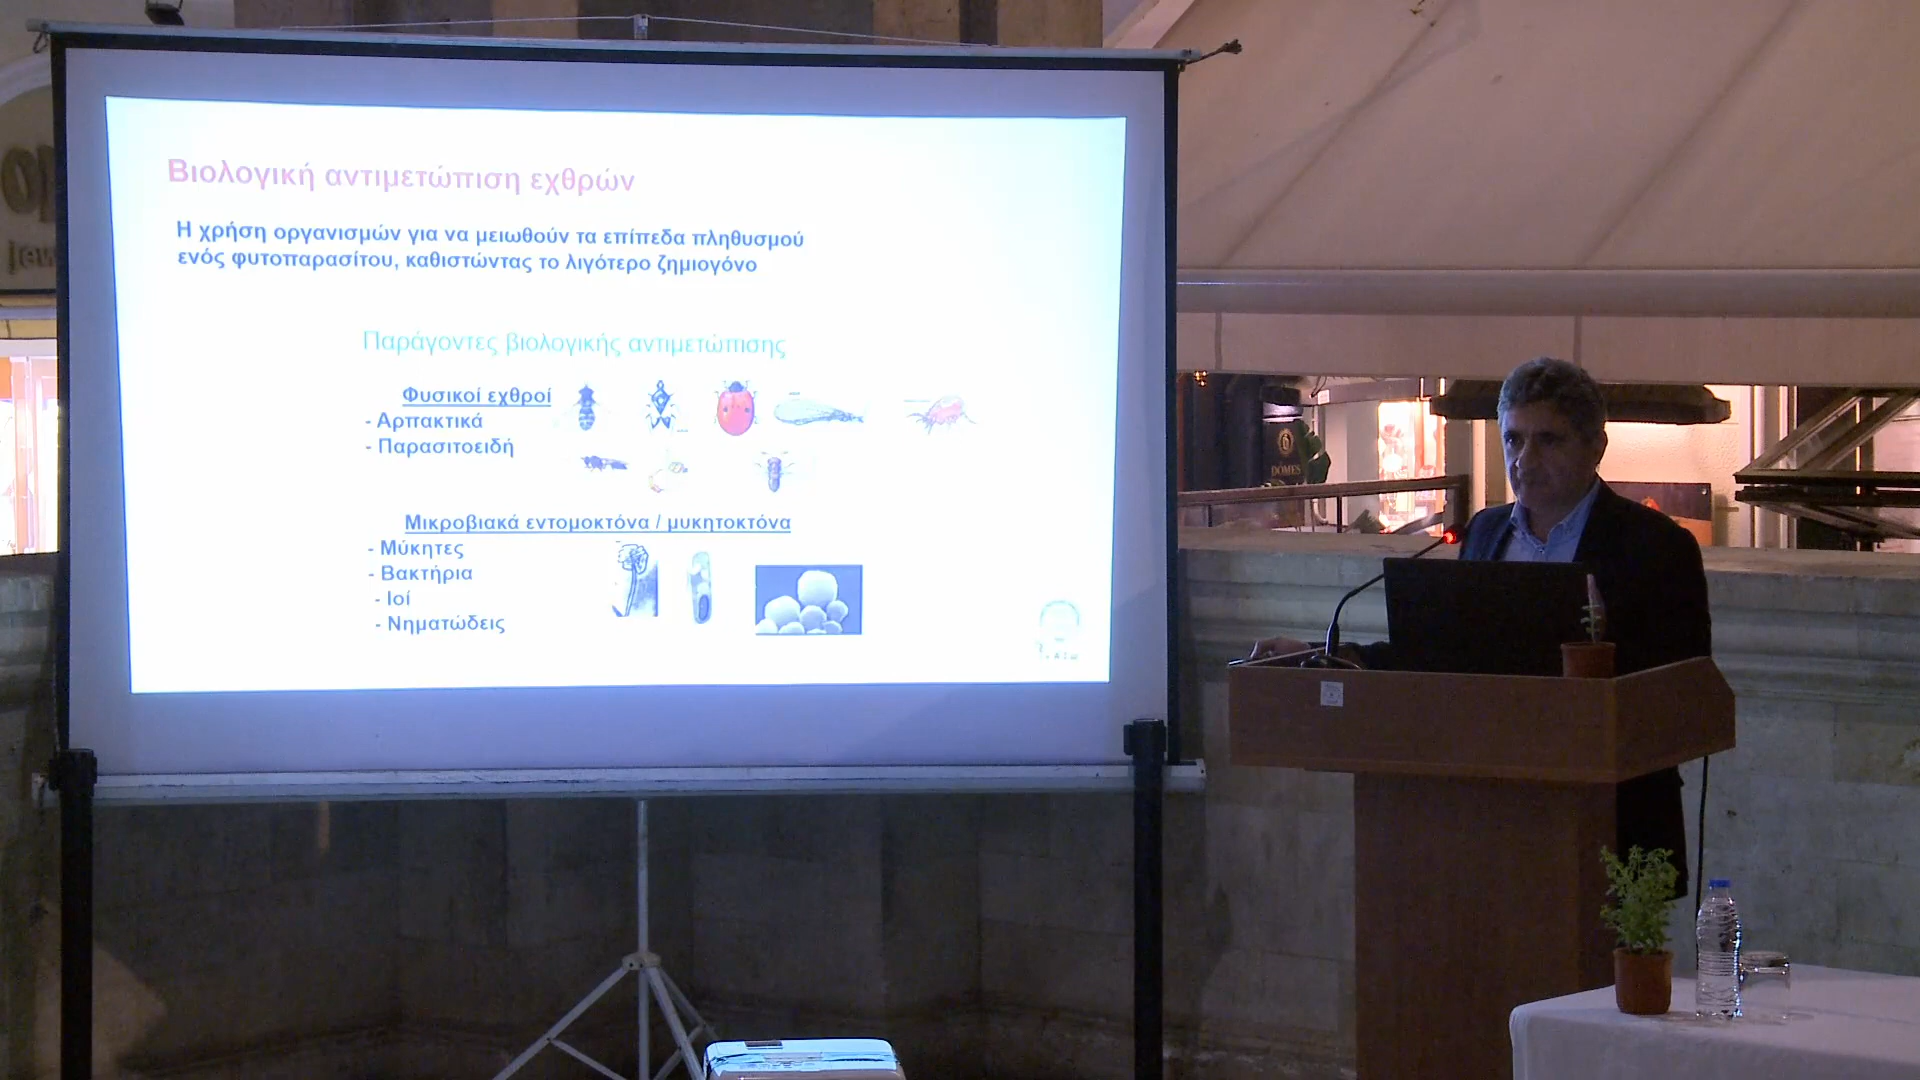 Βιολογική αντιμετώπιση εχθρών
Η χρήση οργανισμών για να μειωθούν τα επίπεδα πληθυσμού
ενός φυτοπαρασίτου, καθιστώντας το λιγότερο ζημιογόνο
Παράγοντες βιολογικής αντιμετώπισης
Φυσικοί εχθροί
- Αρπακτικά
- Παρασιτοειδή
Μικροβιακά εντομοκτόνα / μυκητοκτόνα
- Μύκητες
- Βακτήρια
- Ιοί
- Νηματώδεις
DOMES